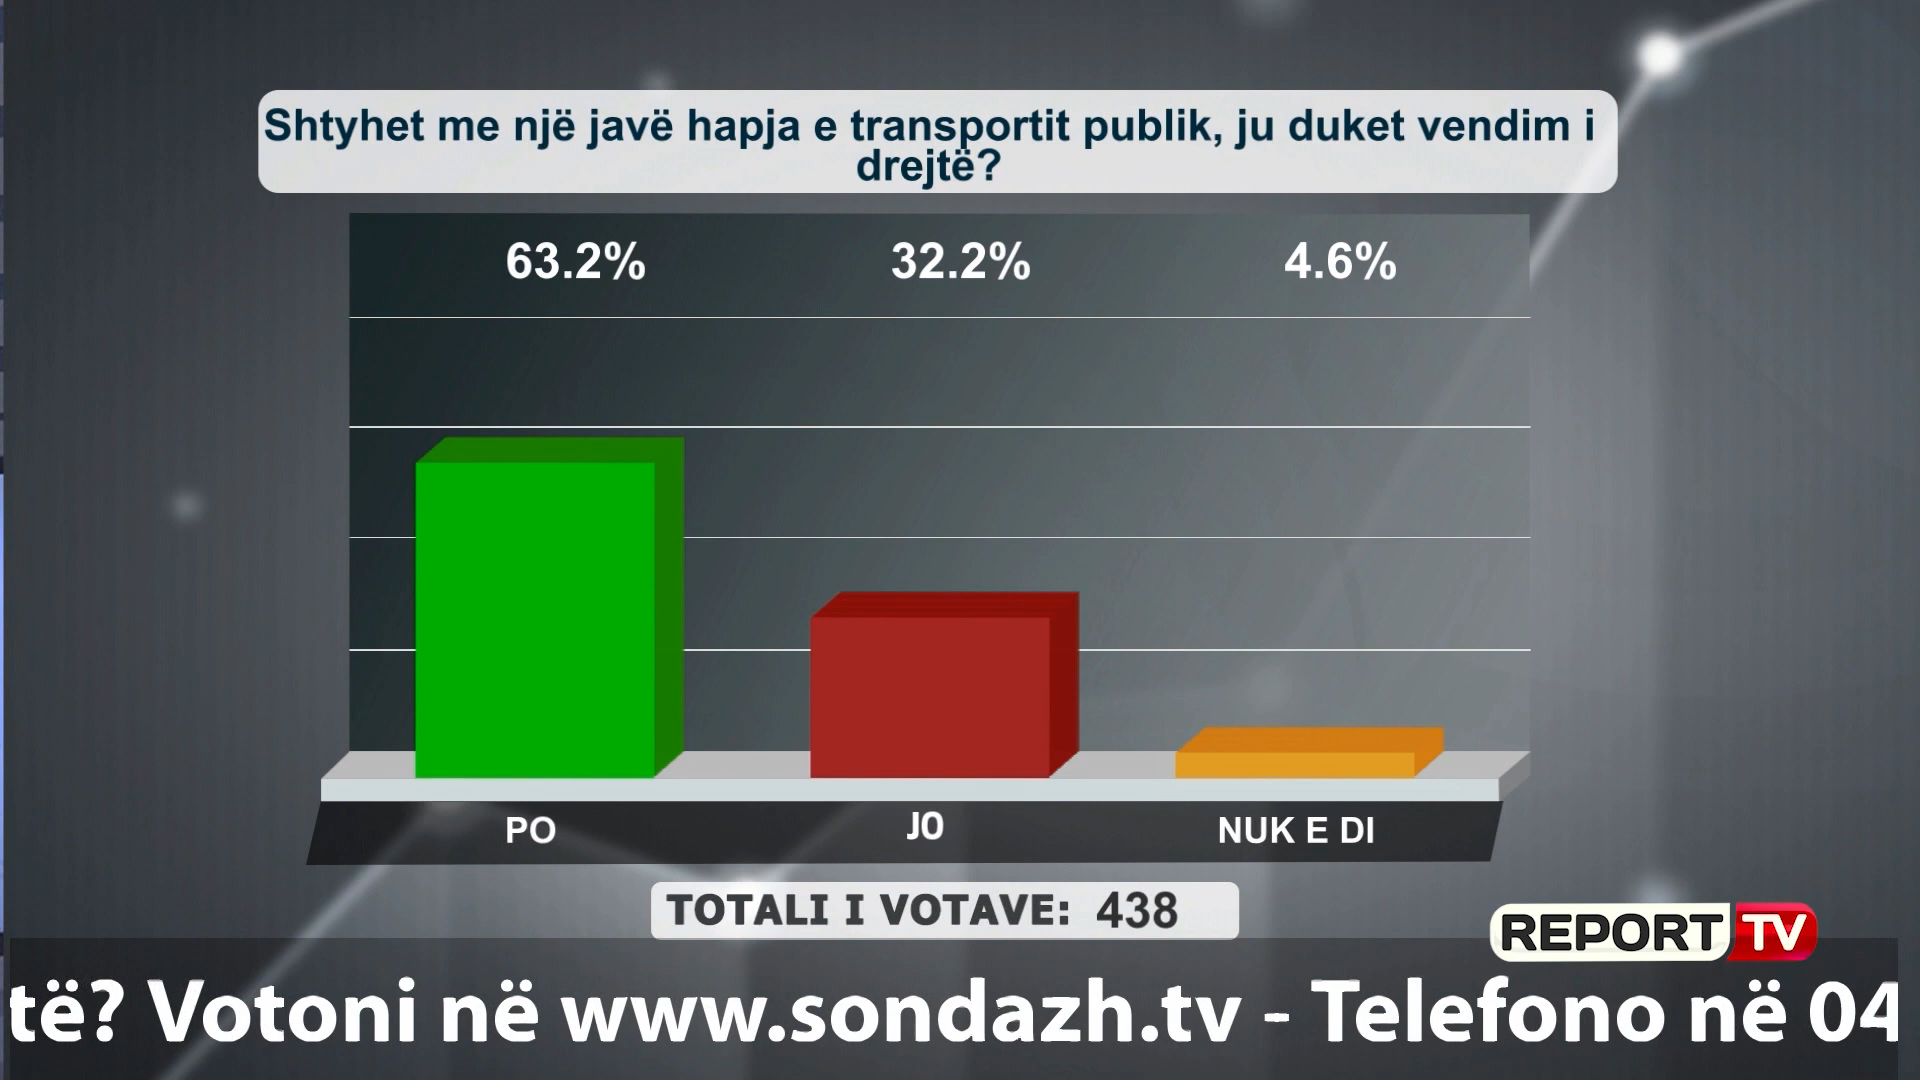 Shtyhet me një javë hapja e transportit publik, ju duket vendim i
drejtë?
63.2% 32.2% 4.6%
PO JO NUK E DI
TOTALI I VOTAVE: 438
REPORT TV
të? Votoni në www.sondazh.tv - Telefono në 04